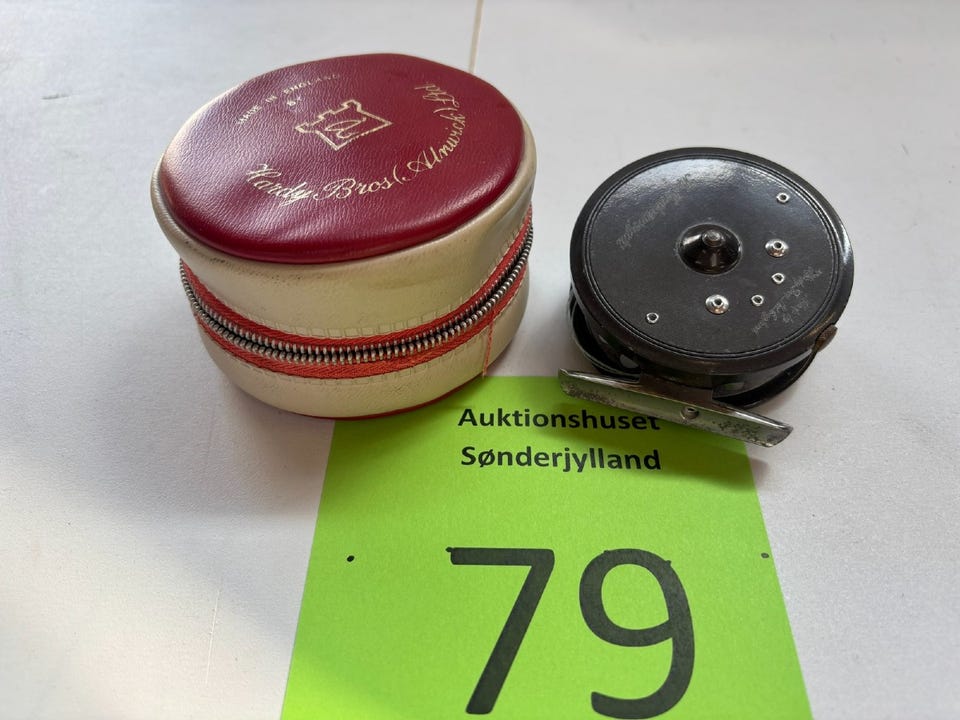 MADE IN ENGLAND
BY
Hardy Bros (Alnwick) Ltd
Auktionshuset
Sønderjylland
79